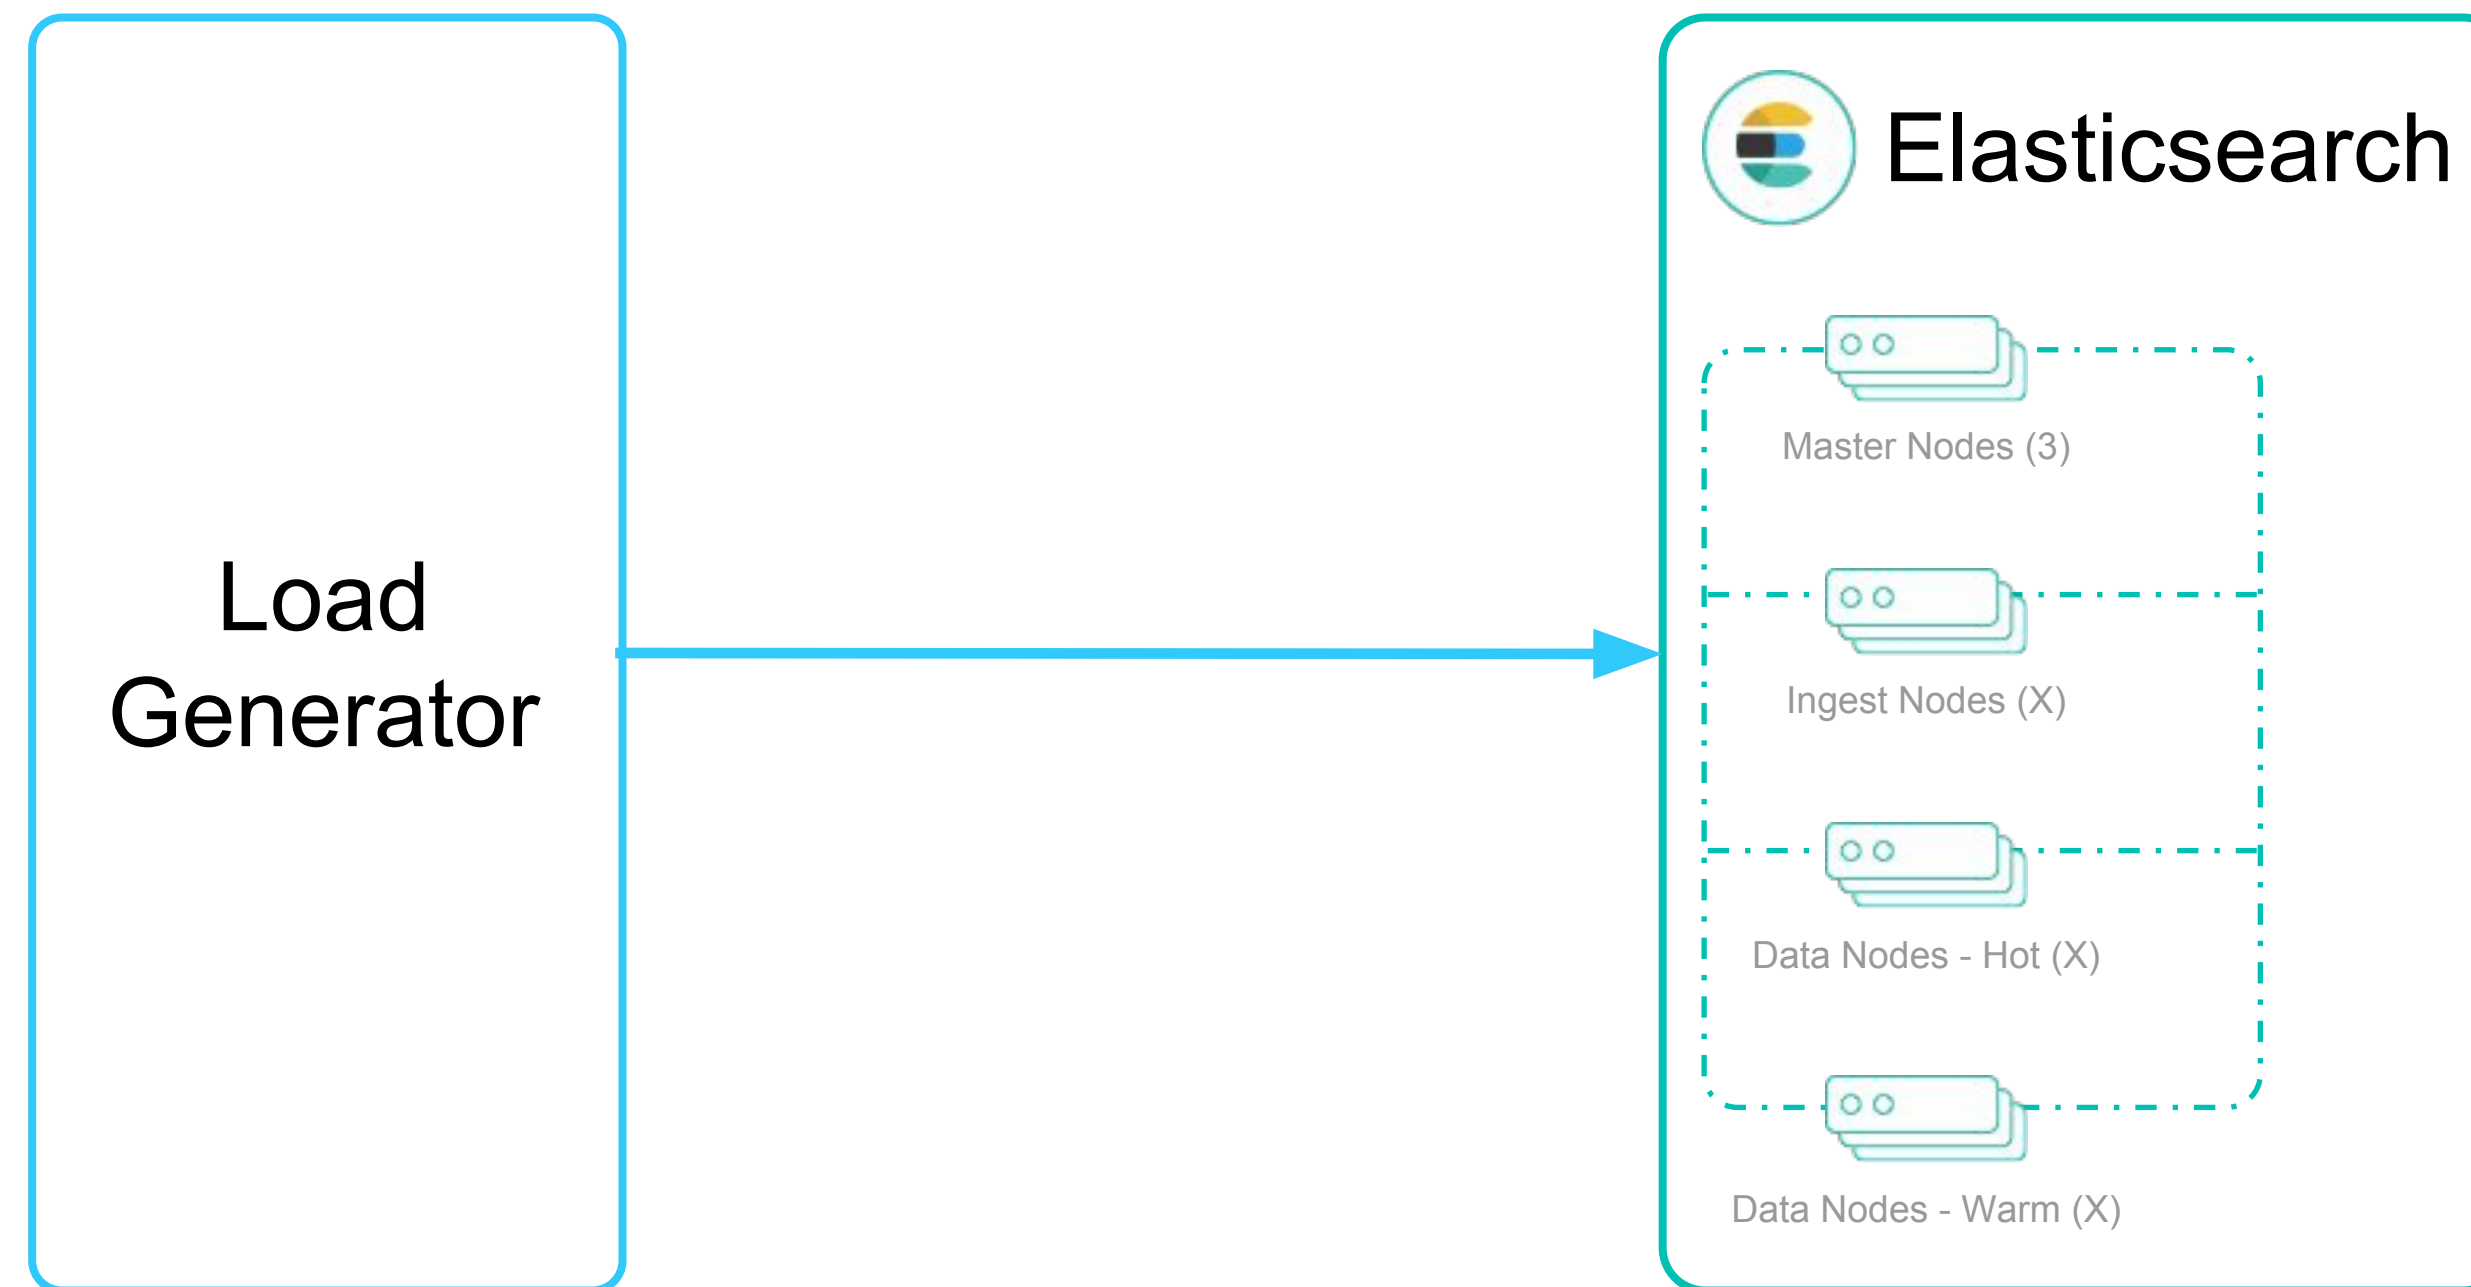 Load
Generator
Elasticsearch
Master Nodes (3)
Ingest Nodes (X)
Data Nodes - Hot (X)
Data Nodes - Warm (X)